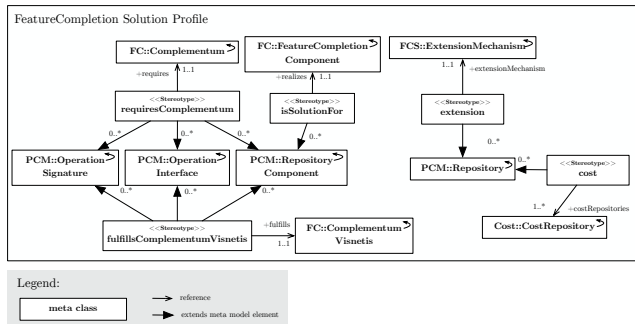 FeatureCompletion Solution Profile
FC::Complementum
FC::FeatureCompletion
Component
FCS::ExtensionMechanism
+requires
1..1
+realizes
1..1
1..1
+extensionMechanism
<<Stereotype>>
requiresComplementum
<<Stereotype>>
isSolutionFor
<<Stereotype>>
extension
0..*
0..*
0..*
0..*
0..*
PCM::Operation
Signature
PCM::Operation
Interface
PCM::Repository
Component
PCM::Repository
0..*
<<Stereotype>>
cost
0..*
0..*
0..*
<<Stereotype>>
fulfillsComplementumVisnetis
+fulfills
1..1
FC::Complementum
Visnetis
1..*
+costRepositories
Cost::CostRepository
Legend:
meta class
reference
extends meta model element